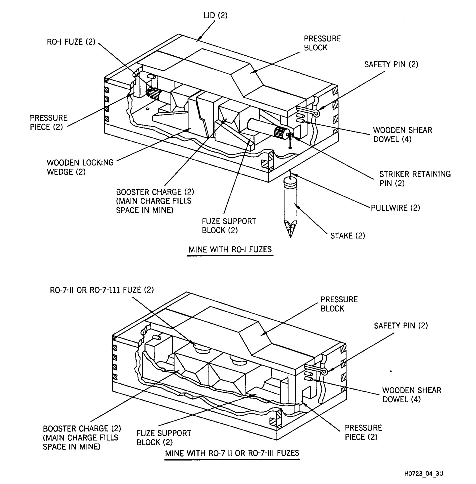 LID (2)
RO-1 FUZE (2)
PRESSURE
BLOCK
SAFETY PIN (2)
PRESSURE
PIECE (2)
WOODEN SHEAR
DOWEL (4)
WOODEN LOCKING
WEDGE (2)
STRIKER RETAINING
PIN (2)
BOOSTER CHARGE (2)
(MAIN CHARGE FILLS
SPACE IN MINE)
PULLWIRE (2)
FUZE SUPPORT
BLOCK (2)
STAKE (2)
MINE WITH RO-1 FUZES
RO-7-11 OR RO-7-111 FUZE (2)
PRESSURE
BLOCK
SAFETY PIN (2)
WOODEN SHEAR
DOWEL (4)
BOOSTER CHARGE (2)
(MAIN CHARGE FILLS
SPACE IN MINE)
FUZE SUPPORT
BLOCK (2)
PRESSURE
PIECE (2)
MINE WITH RO-7 II OR RO-7-III FUZES
H0723_04_3U